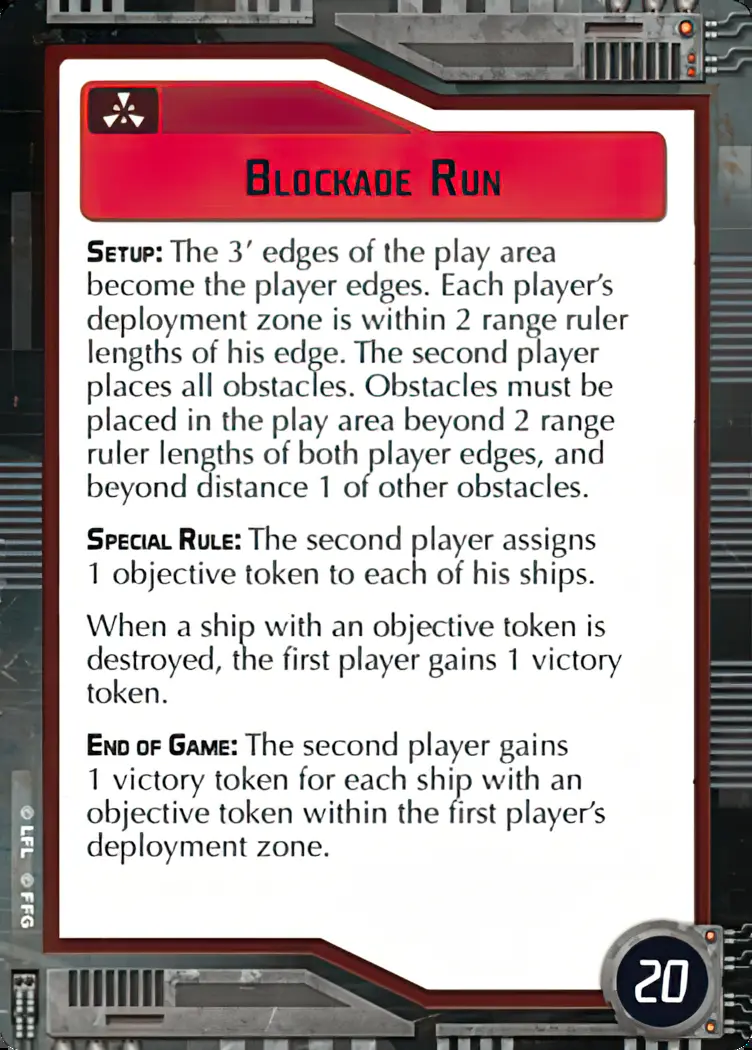 Blockade Run
Setup: The 3′ edges of the play area
become the player edges. Each player's
deployment zone is within 2 range ruler
lengths of his edge. The second player
places all obstacles. Obstacles must be
placed in the play area beyond 2 range
ruler lengths of both player edges, and
beyond distance 1 of other obstacles.
Special Rule: The second player assigns
1 objective token to each of his ships.
When a ship with an objective token is
destroyed, the first player gains 1 victory
token.
End of Game: The second player gains
1 victory token for each ship with an
objective token within the first player's
deployment zone.
© LFL © FFG
20